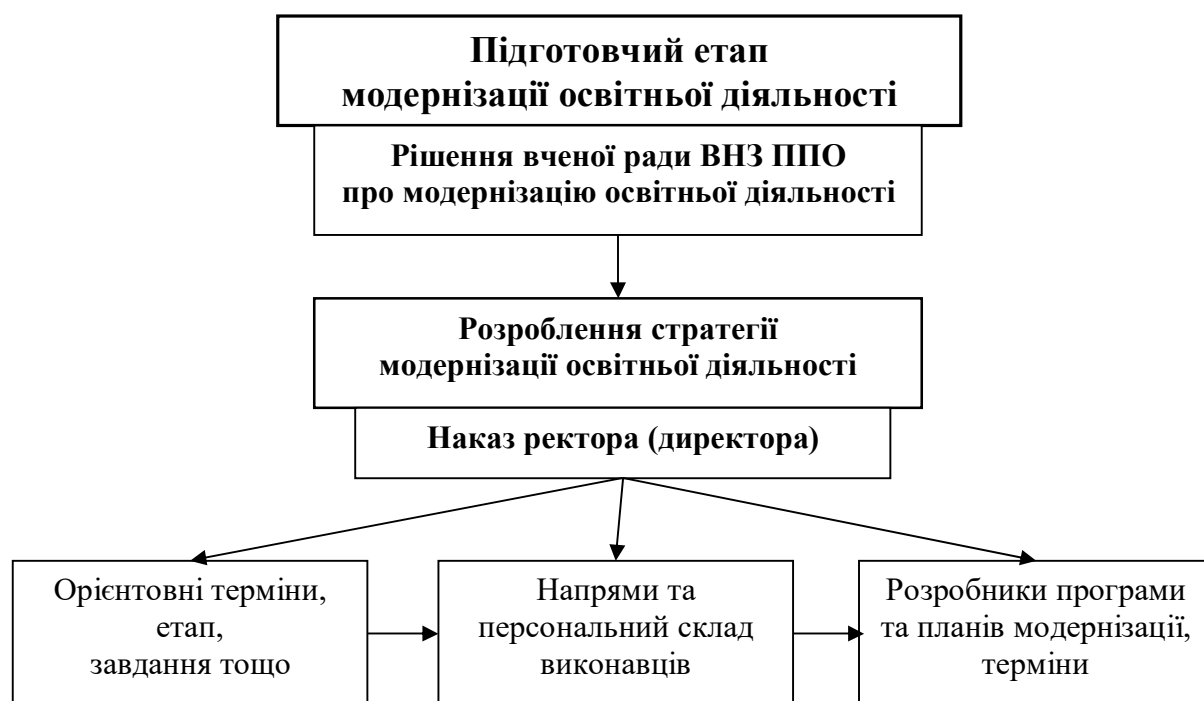 Підготовчий етап
модернізації освітньої діяльності
Рішення вченої ради ВНЗ ППО
про модернізацію освітньої діяльності
Розроблення стратегії
модернізації освітньої діяльності
Наказ ректора (директора)
Орієнтовні терміни,
етап,
завдання тощо
Напрями та
персональний склад
виконавців
Розробники програми
та планів модернізації,
терміни